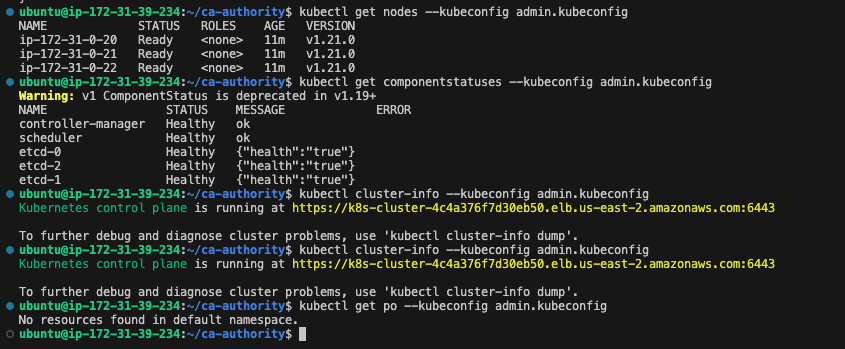 ubuntu@ip-172-31-39-234:~/ca-authority$ kubectl get nodes --kubeconfig admin.kubeconfig
NAME STATUS ROLES AGE VERSION
ip-172-31-0-20 Ready <none> 11m v1.21.0
ip-172-31-0-21 Ready <none> 11m v1.21.0
ip-172-31-0-22 Ready <none> 11m v1.21.0
ubuntu@ip-172-31-39-234:~/ca-authority$ kubectl get componentstatuses --kubeconfig admin.kubeconfig
Warning: v1 ComponentStatus is deprecated in v1.19+
NAME STATUS MESSAGE ERROR
controller-manager Healthy ok
scheduler Healthy ok
etcd-0 Healthy {"health":"true"}
etcd-2 Healthy {"health":"true"}
etcd-1 Healthy {"health":"true"}
ubuntu@ip-172-31-39-234:~/ca-authority$ kubectl cluster-info --kubeconfig admin.kubeconfig
Kubernetes control plane is running at https://k8s-cluster-4c4a376f7d30eb50.elb.us-east-2.amazonaws.com:6443
To further debug and diagnose cluster problems, use 'kubectl cluster-info dump'.
ubuntu@ip-172-31-39-234:~/ca-authority$ kubectl cluster-info --kubeconfig admin.kubeconfig
Kubernetes control plane is running at https://k8s-cluster-4c4a376f7d30eb50.elb.us-east-2.amazonaws.com:6443
To further debug and diagnose cluster problems, use 'kubectl cluster-info dump'.
ubuntu@ip-172-31-39-234:~/ca-authority$ kubectl get po --kubeconfig admin.kubeconfig
No resources found in default namespace.
ubuntu@ip-172-31-39-234:~/ca-authority$